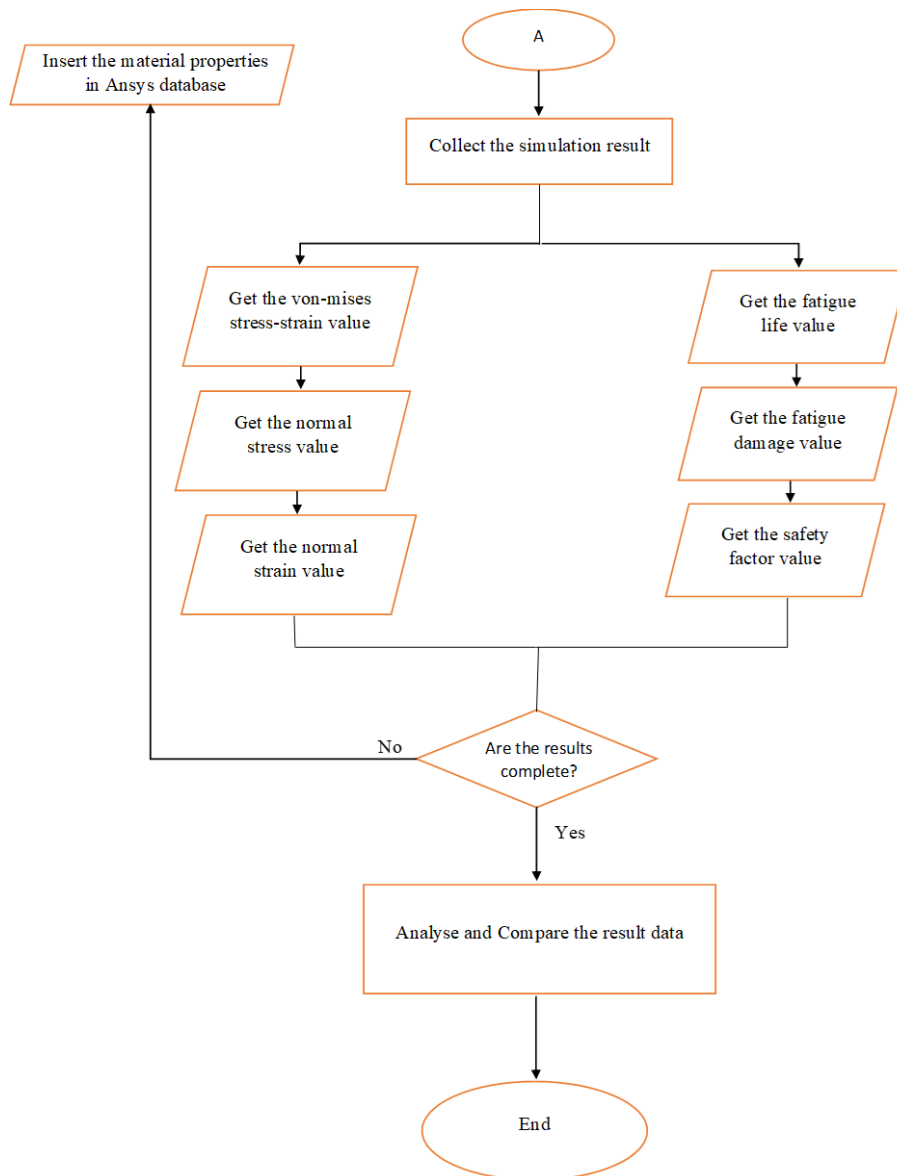 A
Insert the material properties
in Ansys database
Collect the simulation result
Get the von-mises
stress-strain value
Get the fatigue
life value
Get the normal
stress value
Get the fatigue
damage value
Get the normal
strain value
Get the safety
factor value
No
Are the results
complete?
Yes
Analyse and Compare the result data
End